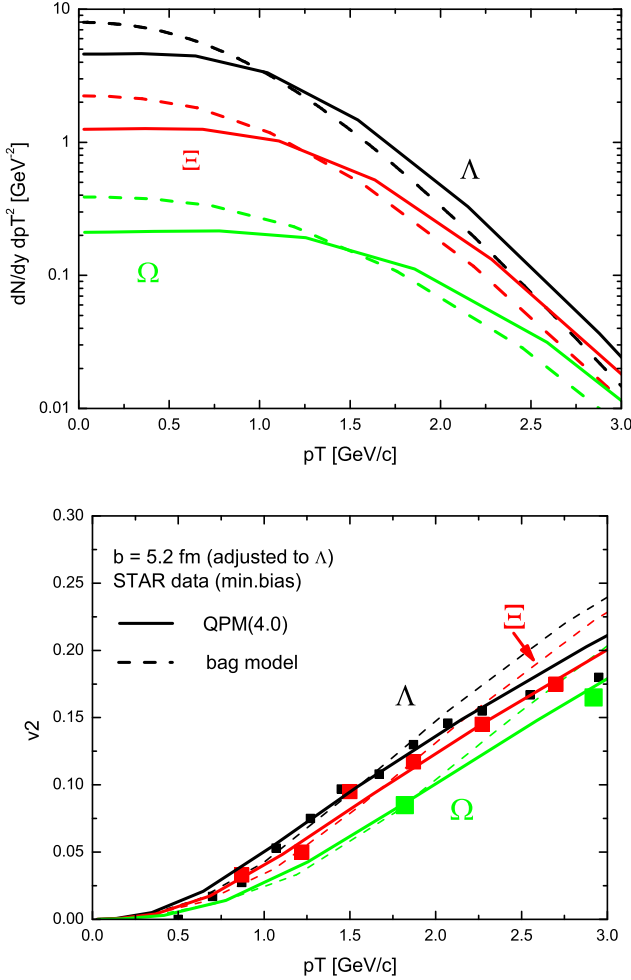 10
1
0.1
0.01
dN/dy dpT² [GeV⁻²]
Λ
Ξ
Ω
0.0 0.5 1.0 1.5 2.0 2.5 3.0
pT [GeV/c]
0.30
0.25
0.20
0.15
0.10
0.05
0.00
v2
b = 5.2 fm (adjusted to Λ)
STAR data (min.bias)
QPM(4.0)
bag model
Ξ
Λ
Ω
0.0 0.5 1.0 1.5 2.0 2.5 3.0
pT [GeV/c]